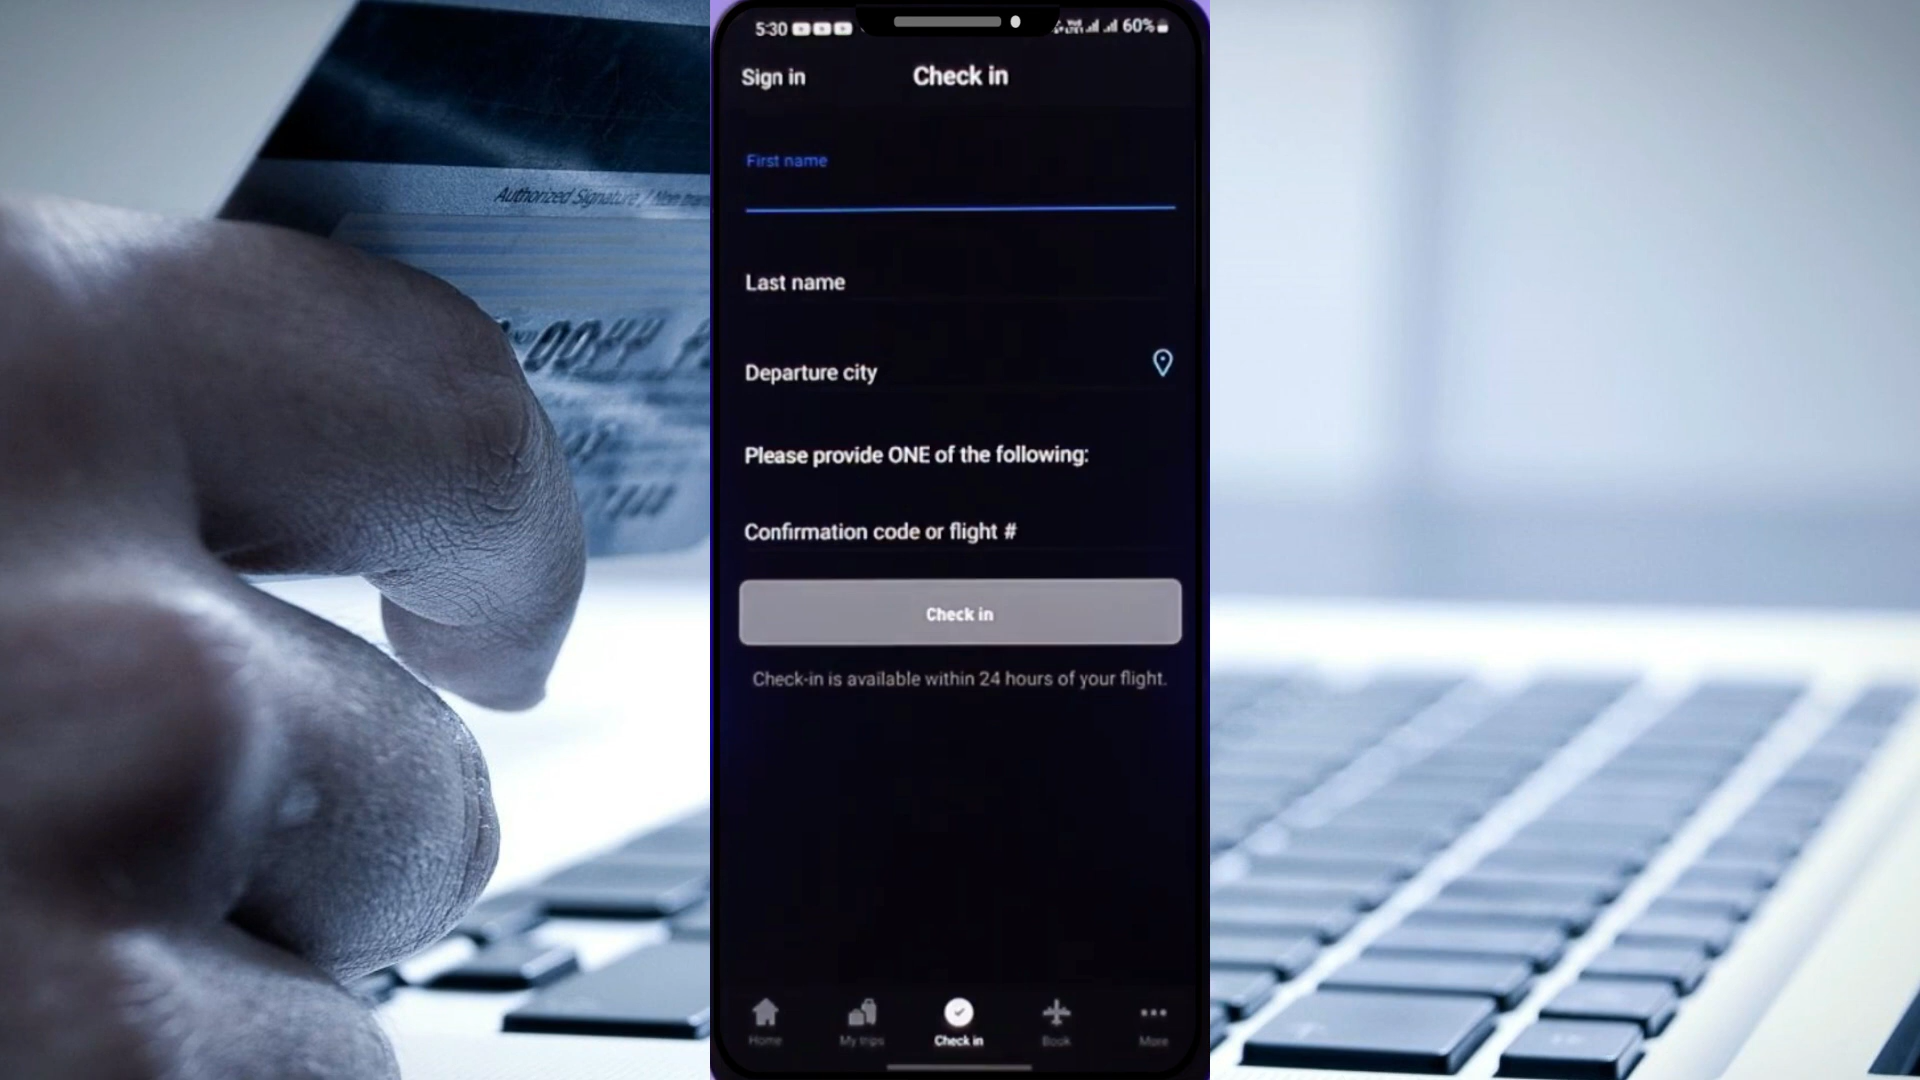 5:30
60%
Sign in
Check in
First name
Last name
Departure city
Please provide ONE of the following:
Confirmation code or flight #
Check in
Check-in is available within 24 hours of your flight.
Home
My trips
Check in
Book
More
Authorized Signature /
0044